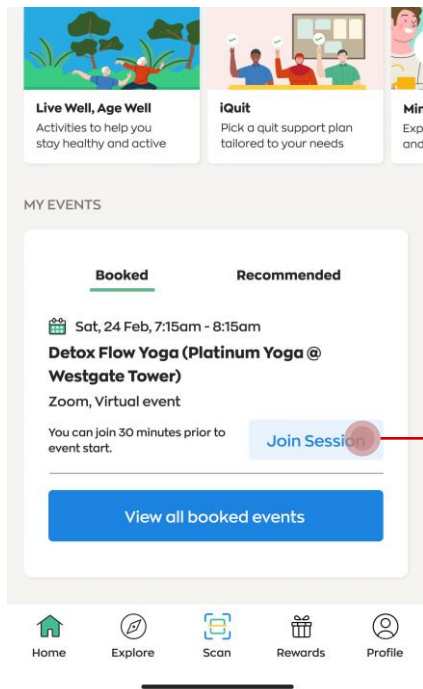 Live Well, Age Well
Activities to help you
stay healthy and active
iQuit
Pick a quit support plan
tailored to your needs
MY EVENTS
Booked
Recommended
Sat, 24 Feb, 7:15am - 8:15am
Detox Flow Yoga (Platinum Yoga @
Westgate Tower)
Zoom, Virtual event
You can join 30 minutes prior to
event start.
Join Session
View all booked events
Home
Explore
Scan
Rewards
Profile